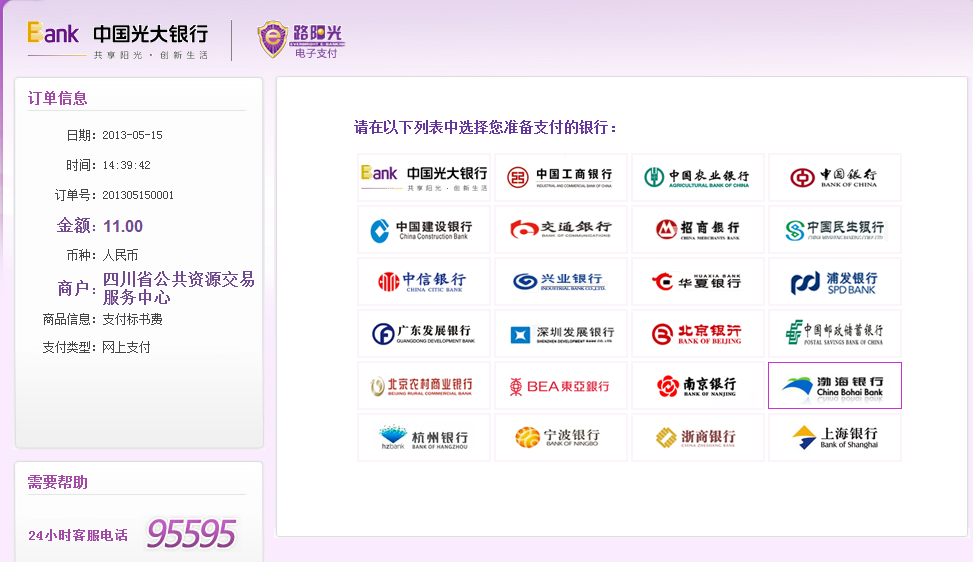 Bank 中国光大银行
共享阳光·创新生活
路阳光
EVERBRIGHT E-BANKING
电子支付
订单信息
日期: 2013-05-15
时间: 14:39:42
订单号: 201305150001
金额: 11.00
币种: 人民币
商户: 四川省公共资源交易
服务中心
商品信息: 支付标书费
支付类型: 网上支付
需要帮助
24小时客服电话 95595
请在以下列表中选择您准备支付的银行：
Bank 中国光大银行
共享阳光·创新生活
中国工商银行
INDUSTRIAL AND COMMERCIAL BANK OF CHINA
中国农业银行
AGRICULTURAL BANK OF CHINA
中国银行
BANK OF CHINA
中国建设银行
China Construction Bank
交通银行
BANK OF COMMUNICATIONS
招商银行
CHINA MERCHANTS BANK
中国民生银行
CHINA MINSHENG BANKING CORP.,LTD.
中信银行
CHINA CITIC BANK
兴业银行
INDUSTRIAL BANK CO.,LTD.
HUAXIA BANK
华夏银行
浦发银行
SPD BANK
广东发展银行
GUANGDONG DEVELOPMENT BANK
深圳发展银行
SHENZHEN DEVELOPMENT BANK CO., LTD.
北京银行
BANK OF BEIJING
中国邮政储蓄银行
POSTAL SAVINGS BANK OF CHINA
北京农村商业银行
BEIJING RURAL COMMERCIAL BANK
BEA東亞銀行
南京银行
BANK OF NANJING
渤海银行
China Bohai Bank
杭州银行
hzbank BANK OF HANGZHOU
宁波银行
BANK OF NINGBO
浙商银行
CHINA ZHESHANG BANK
上海银行
Bank of Shanghai